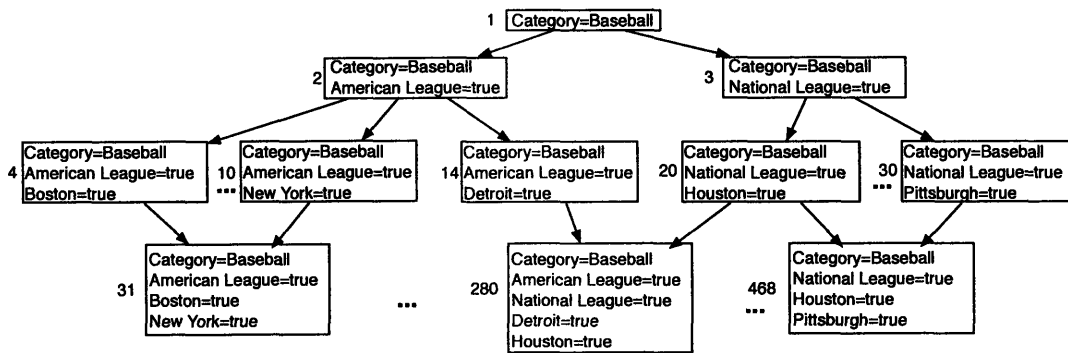 1 Category=Baseball
2 Category=Baseball
American League=true
3 Category=Baseball
National League=true
4 Category=Baseball
American League=true
Boston=true
...
10 Category=Baseball
American League=true
New York=true
14 Category=Baseball
American League=true
Detroit=true
20 Category=Baseball
National League=true
Houston=true
...
30 Category=Baseball
National League=true
Pittsburgh=true
31 Category=Baseball
American League=true
Boston=true
New York=true
...
280 Category=Baseball
American League=true
National League=true
Detroit=true
Houston=true
...
468 Category=Baseball
National League=true
Houston=true
Pittsburgh=true